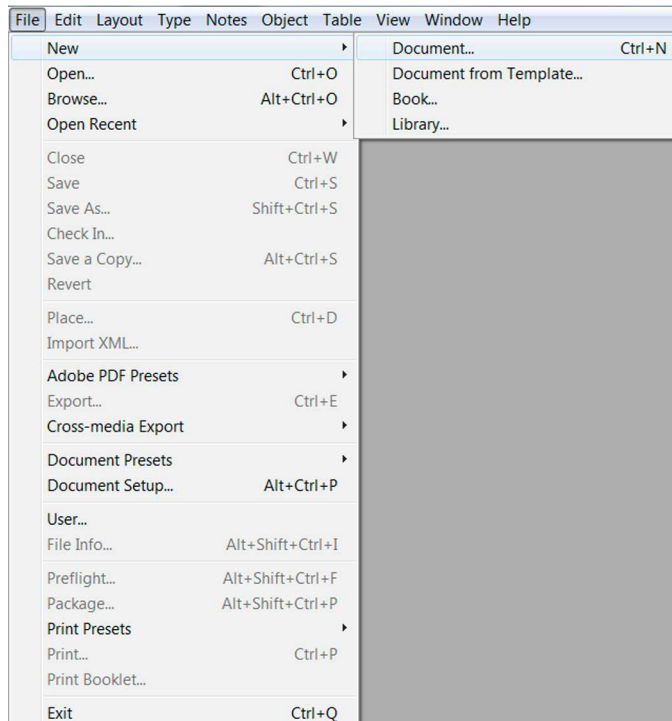 File Edit Layout Type Notes Object Table View Window Help
New
Document... Ctrl+N
Open... Ctrl+O
Document from Template...
Browse... Alt+Ctrl+O
Book...
Open Recent
Library...
Close Ctrl+W
Save Ctrl+S
Save As... Shift+Ctrl+S
Check In...
Save a Copy... Alt+Ctrl+S
Revert
Place... Ctrl+D
Import XML...
Adobe PDF Presets
Export... Ctrl+E
Cross-media Export
Document Presets
Document Setup... Alt+Ctrl+P
User...
File Info... Alt+Shift+Ctrl+I
Preflight... Alt+Shift+Ctrl+F
Package... Alt+Shift+Ctrl+P
Print Presets
Print... Ctrl+P
Print Booklet...
Exit Ctrl+Q